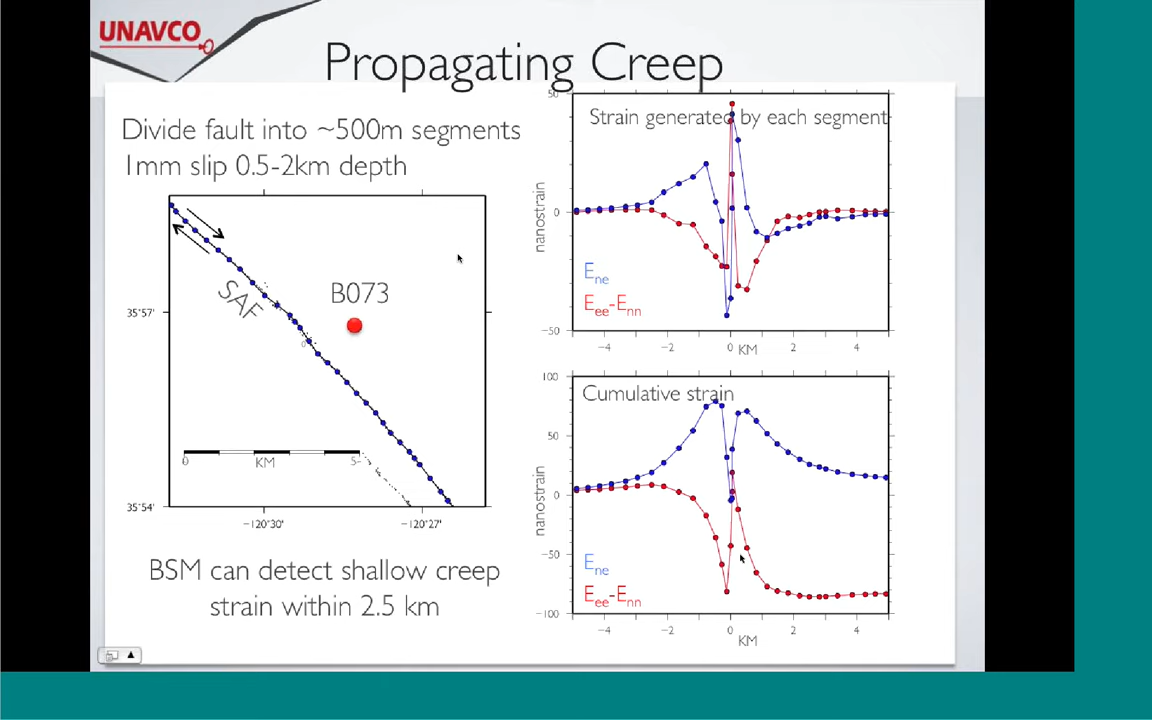 UNAVCO
Propagating Creep
Divide fault into ~500m segments
1mm slip 0.5-2km depth
SAF
B073
35°57'
35°54'
0
KM
5
−120°30'
−120°27'
BSM can detect shallow creep
strain within 2.5 km
Strain generated by each segment
50
0
−50
nanostrain
Ene
Eee-Enn
−4
−2
0
2
4
KM
Cumulative strain
100
50
0
−50
−100
nanostrain
Ene
Eee-Enn
−4
−2
0
2
4
KM